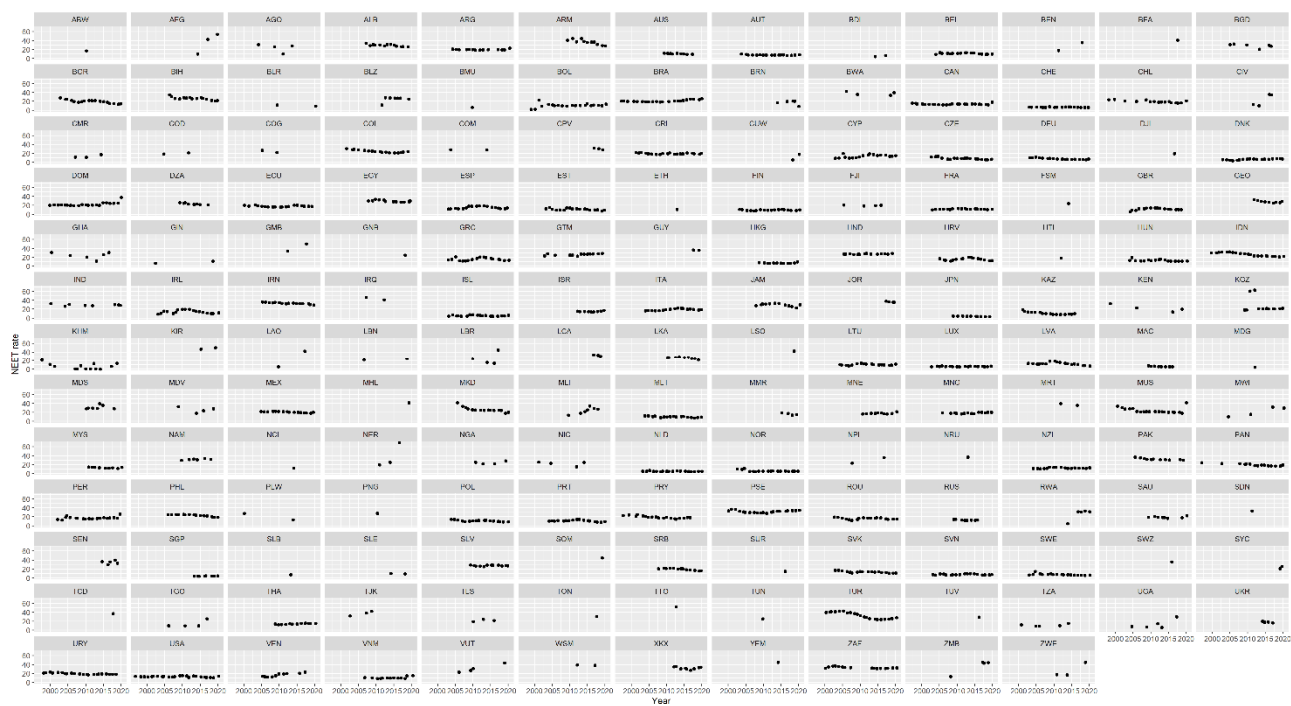 ABW AFG AGO ALB ARG ARM AUS AUT BDI BEL BEN BFA BGD
BGR BIH BLR BLZ BMU BOL BRA BRN BWA CAN CHE CHL CIV
CMR COD COG COL COM CPV CRI CUW CYP CZE DEU DJI DNK
DOM DZA ECU EGY ESP EST ETH FIN FJI FRA FSM GBR GEO
GHA GIN GMB GNB GRC GTM GUY HKG HND HRV HTI HUN IDN
IND IRL IRN IRQ ISL ISR ITA JAM JOR JPN KAZ KEN KGZ
KHM KIR LAO LBN LBR LCA LKA LSO LTU LUX LVA MAC MDG
MDS MDV MEX MHL MKD MLI MLT MMR MNE MNG MRT MUS MWI
MYS NAM NCL NER NGA NIC NLD NOR NPL NRU NZL PAK PAN
PER PHL PLW PNG POL PRT PRY PSE ROU RUS RWA SAU SDN
SEN SGP SLB SLE SLV SOM SRB SUR SVK SVN SWE SWZ SYC
TCD TGO THA TJK TLS TON TTO TUN TUR TUV TZA UGA UKR
URY USA VEN VNM VUT WSM XKX YEM ZAF ZMB ZWE
60
40
20
0
NEET rate
2000 2005 2010 2015 2020
Year